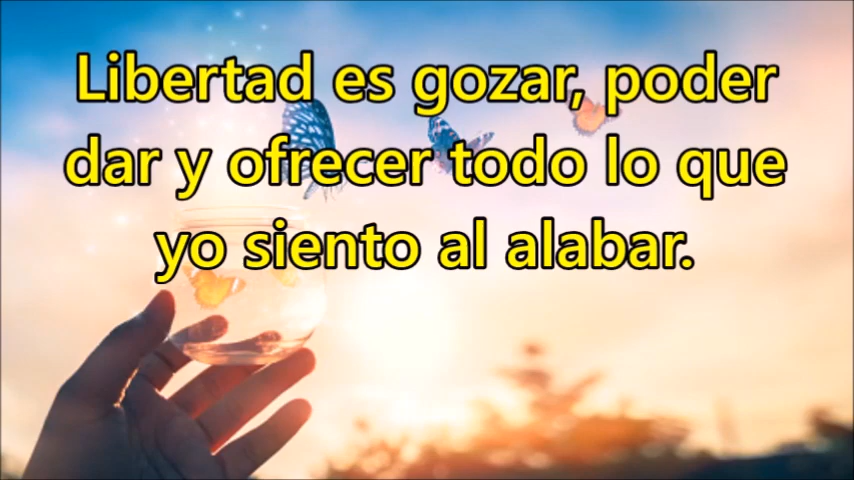 Libertad es gozar, poder
dar y ofrecer todo lo que
yo siento al alabar.